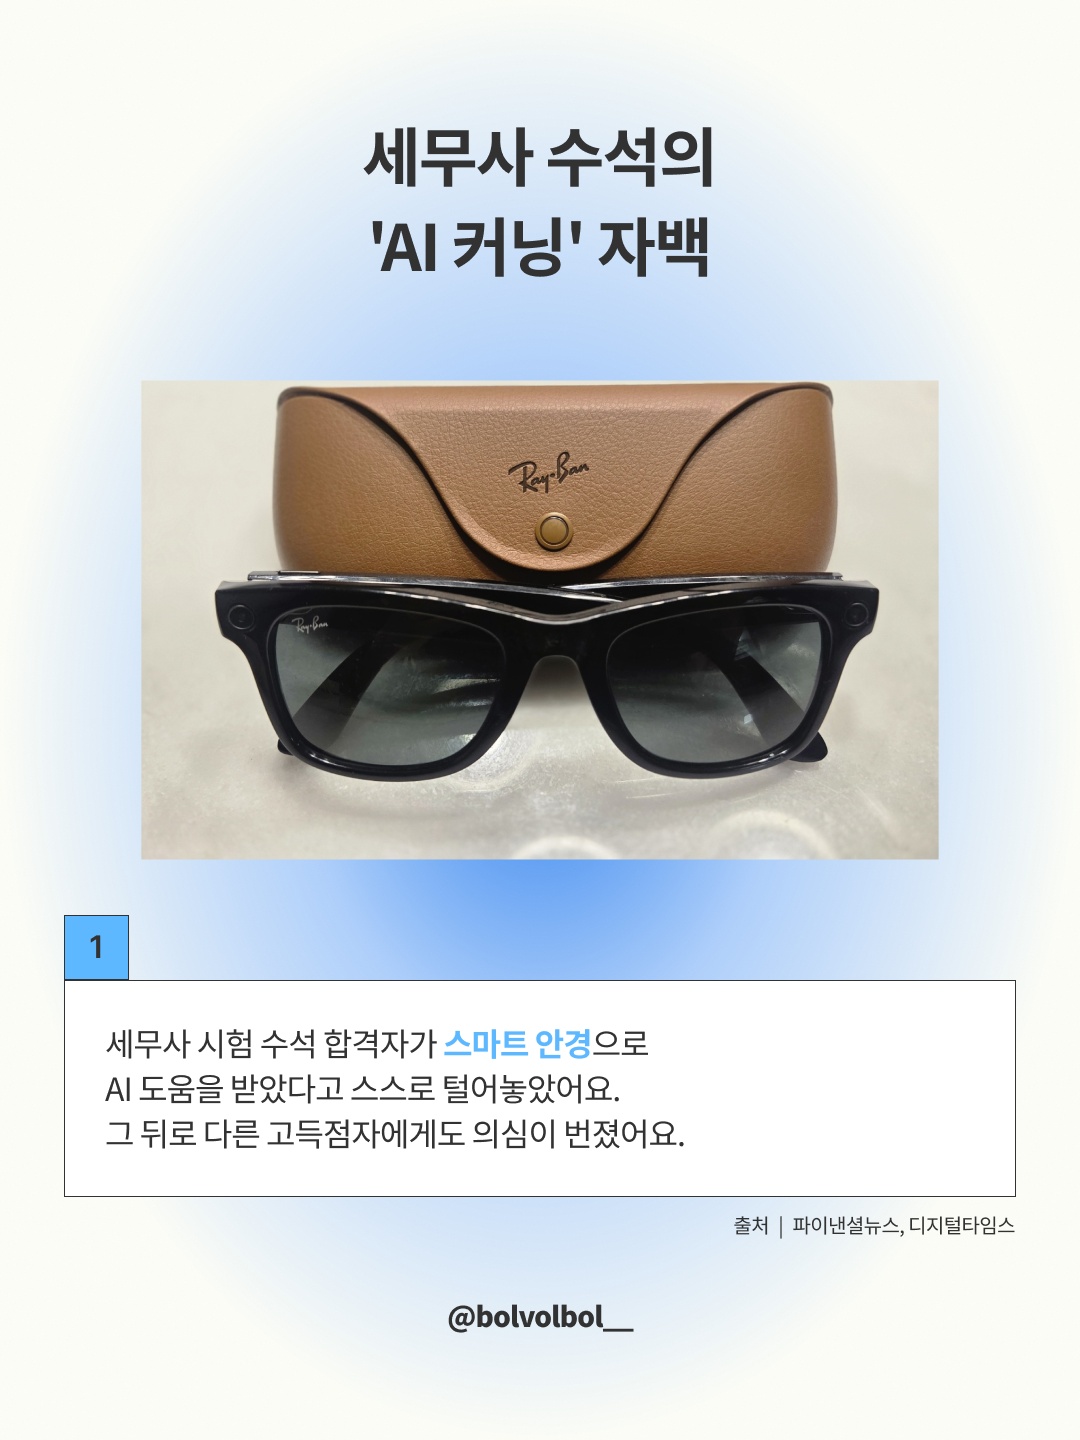 세무사 수석의
'AI 커닝' 자백
Ray-Ban
Ray-Ban
1
세무사 시험 수석 합격자가 스마트 안경으로
AI 도움을 받았다고 스스로 털어놓았어요.
그 뒤로 다른 고득점자에게도 의심이 번졌어요.
출처 | 파이낸셜뉴스, 디지털타임스
@bolvolbol__